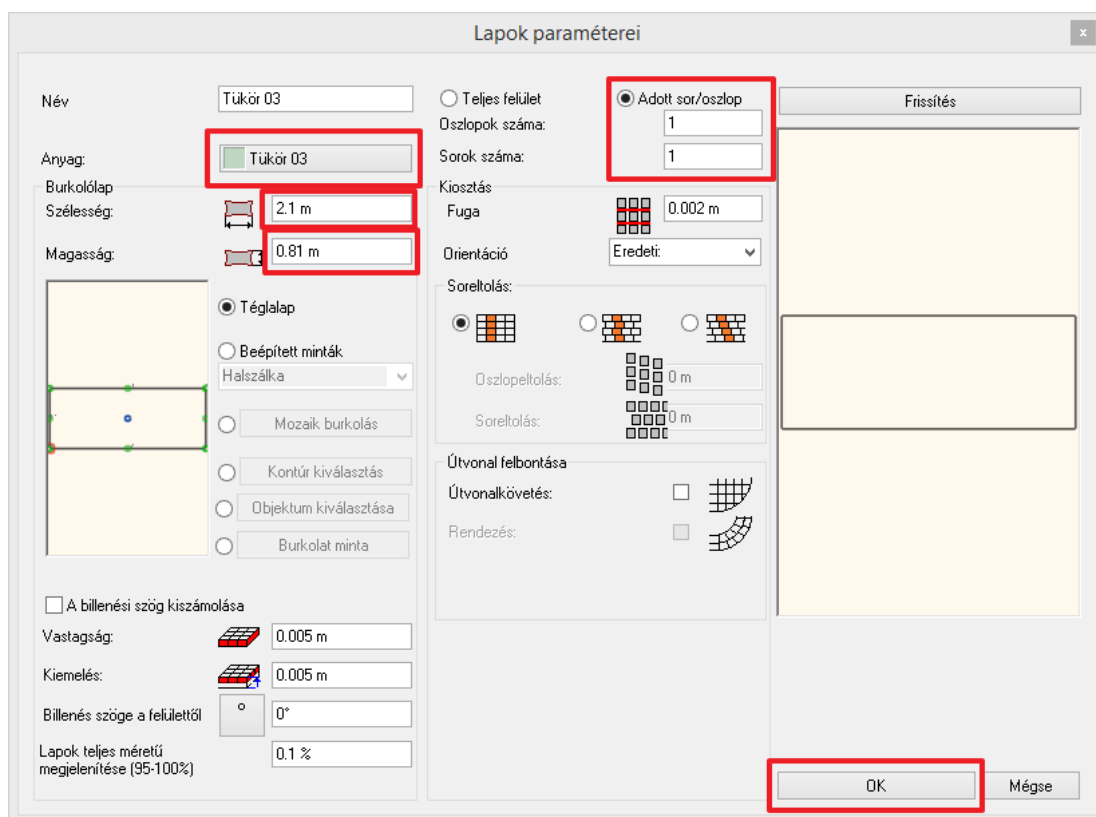 Lapok paraméterei
x
Név
Tükör 03
Anyag:
Tükör 03
Burkolólap
Szélesség:
2.1 m
Magasság:
0.81 m
Téglalap
Beépített minták
Halszálka
Mozaik burkolás
Kontúr kiválasztás
Objektum kiválasztása
Burkolat minta
A billenési szög kiszámolása
Vastagság:
0.005 m
Kiemelés:
0.005 m
Billenés szöge a felülettől
°
0°
Lapok teljes méretű
megjelenítése (95-100%)
0.1 %
Teljes felület
Adott sor/oszlop
Oszlopok száma:
1
Sorok száma:
1
Kiosztás
Fuga
0.002 m
Orientáció
Eredeti:
Soreltolás:
Oszlopeltolás:
0 m
Soreltolás:
0 m
Útvonal felbontása
Útvonalkövetés:
Rendezés:
Frissítés
OK
Mégse